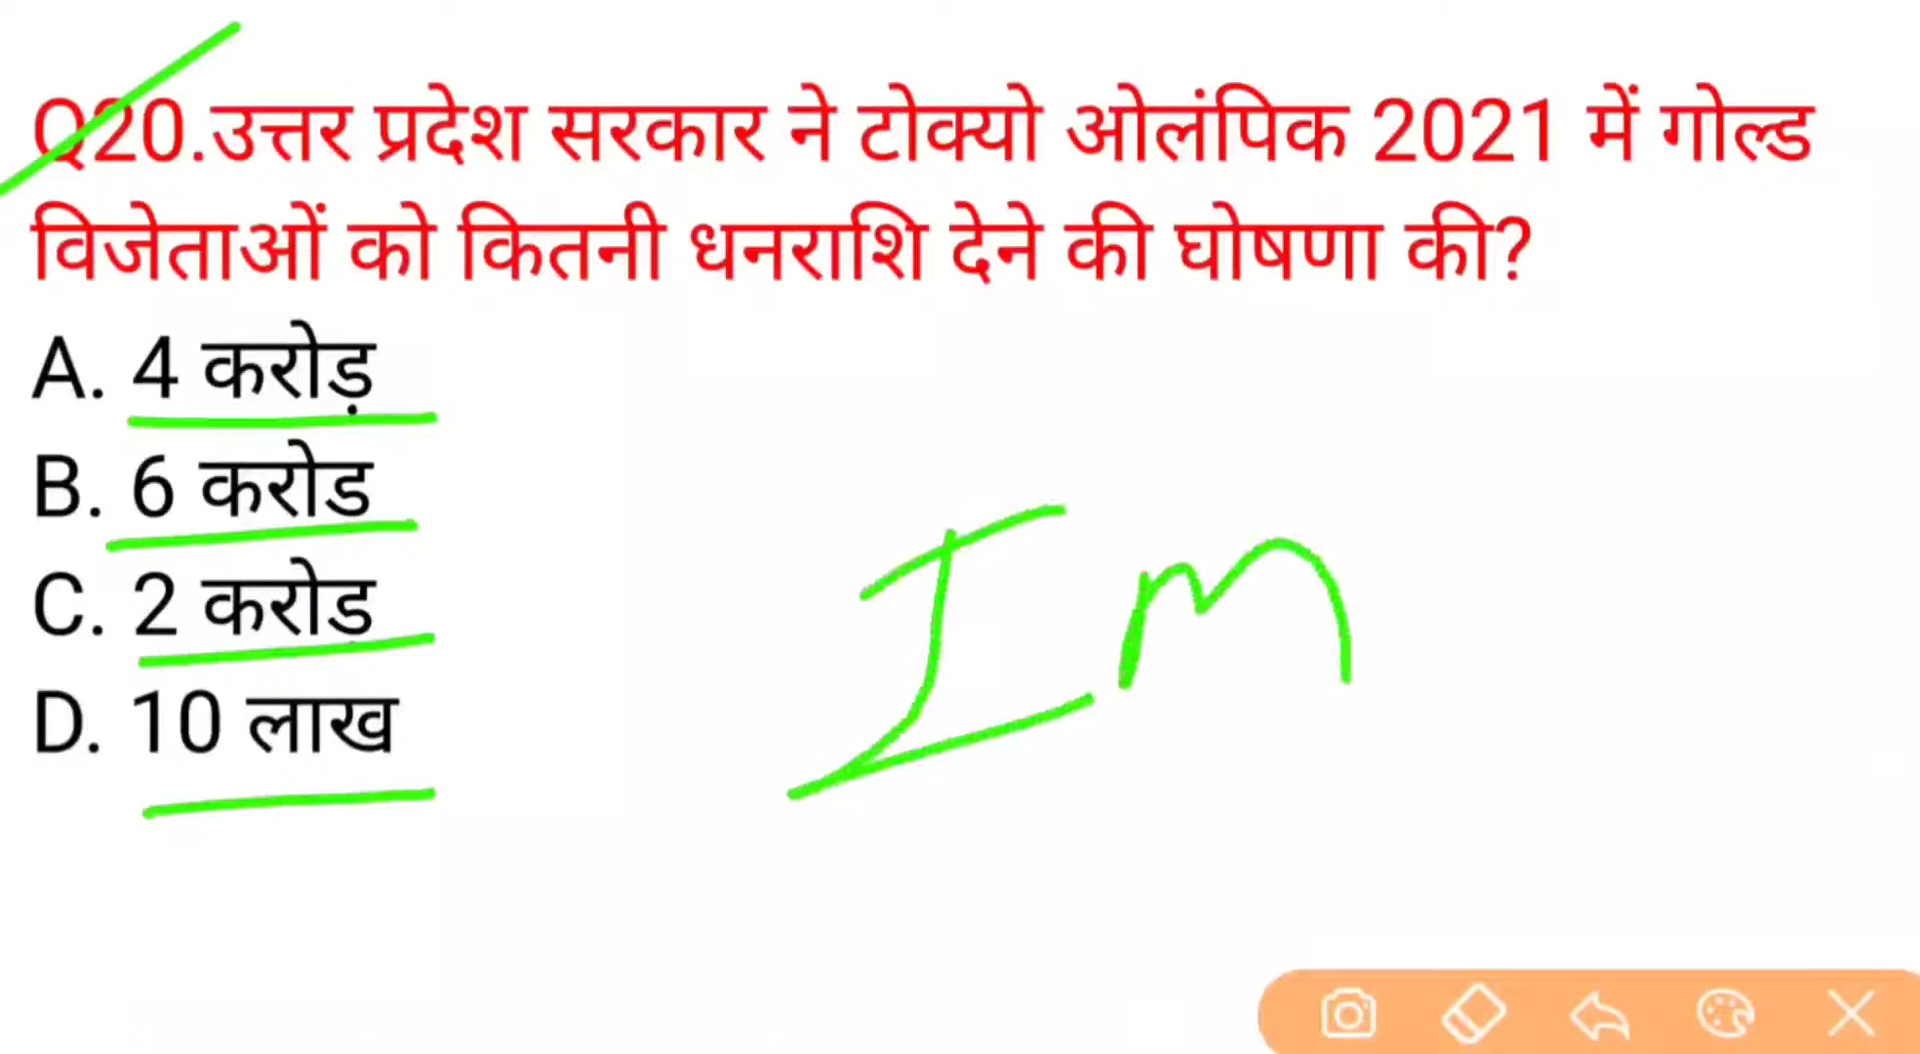 Q20.उत्तर प्रदेश सरकार ने टोक्यो ओलंपिक 2021 में गोल्ड
विजेताओं को कितनी धनराशि देने की घोषणा की?
A. 4 करोड़
B. 6 करोड
C. 2 करोड
D. 10 लाख
Im